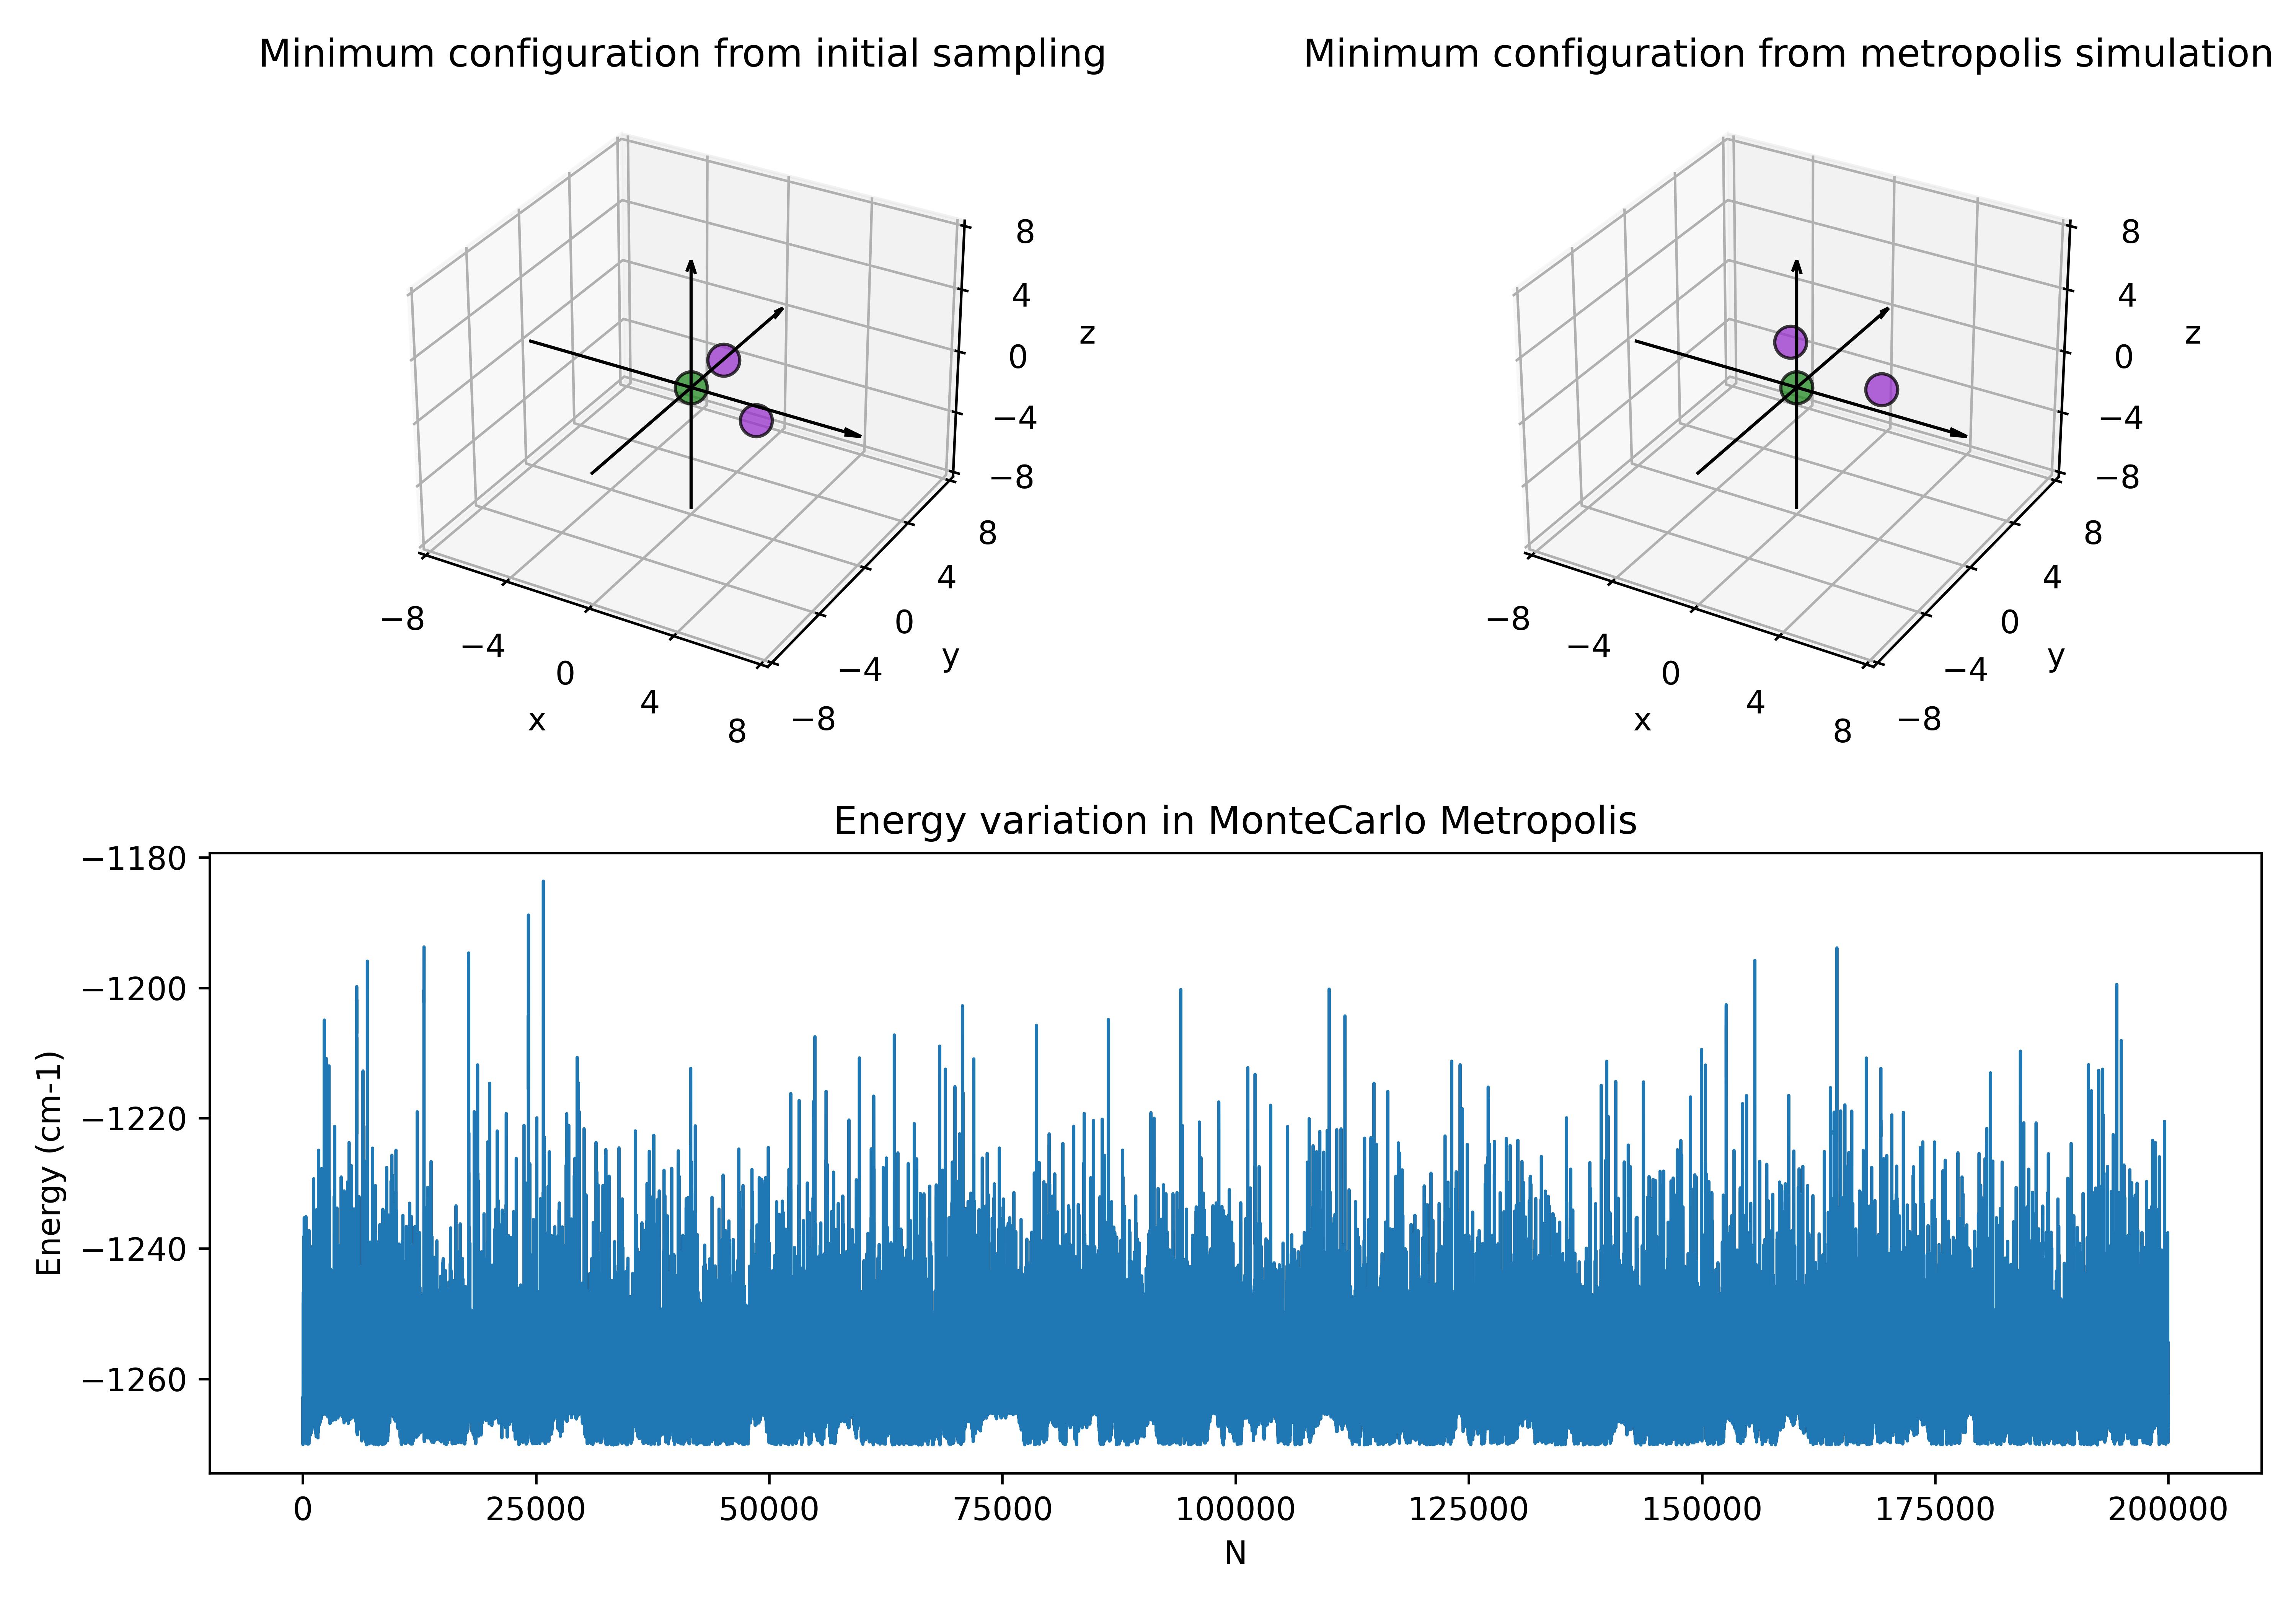 Minimum configuration from initial sampling
8
4
z
0
−4
−8
8
−8
4
−4
0
0
y
−4
4
x
−8
8
Minimum configuration from metropolis simulation
8
4
z
0
−4
−8
8
−8
4
−4
0
0
y
−4
4
x
−8
8
Energy variation in MonteCarlo Metropolis
−1180
−1200
−1220
−1240
−1260
Energy (cm-1)
0 25000 50000 75000 100000 125000 150000 175000 200000
N